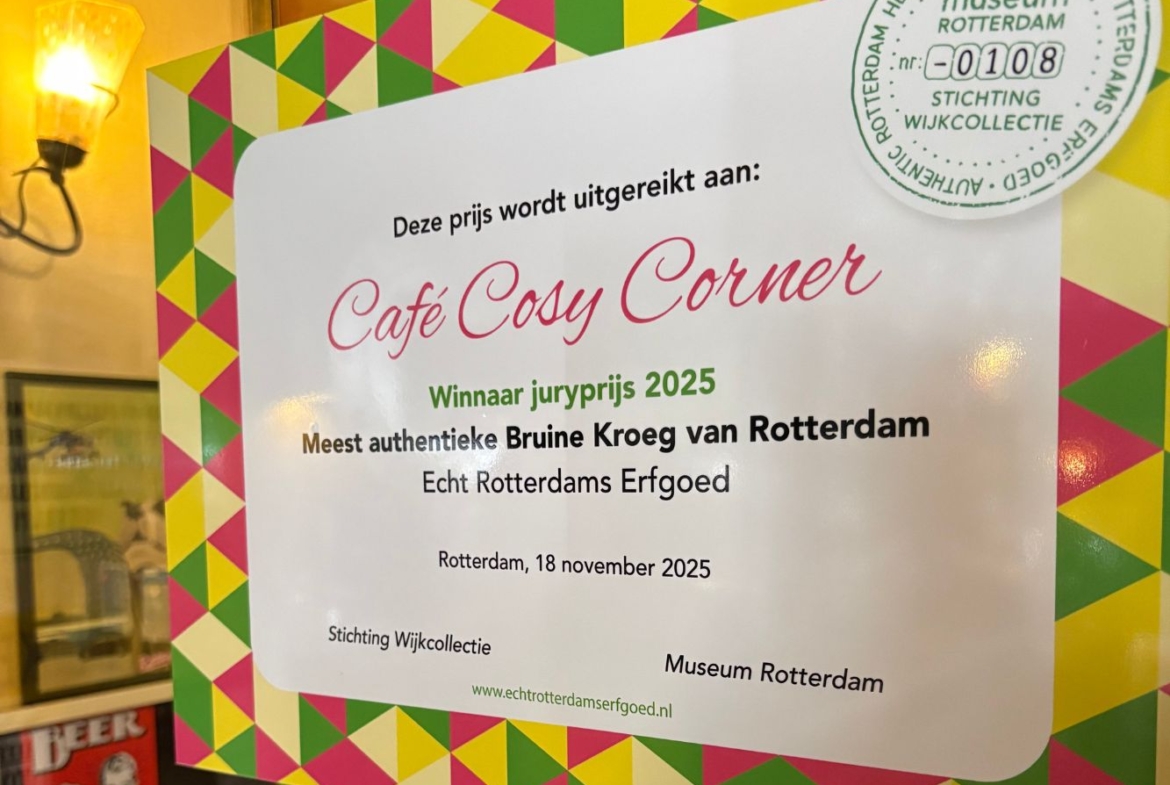 museum
ROTTERDAM
nr: -0108
STICHTING
WIJKCOLLECTIE
ROTTERDAMS ERFGOED · AUTHENTIC ROTTERDAM
Deze prijs wordt uitgereikt aan:
Café Cosy Corner
Winnaar juryprijs 2025
Meest authentieke Bruine Kroeg van Rotterdam
Echt Rotterdams Erfgoed
Rotterdam, 18 november 2025
Stichting Wijkcollectie
Museum Rotterdam
www.echtrotterdamserfgoed.nl
BEER